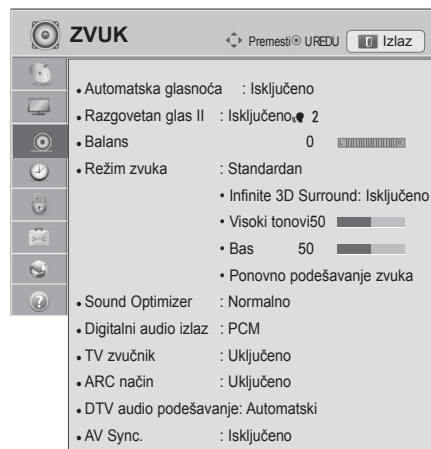 ZVUK Premesti UREDU Izlaz
• Automatska glasnoća : Isključeno
• Razgovetan glas II : Isključeno 2
• Balans 0 L R
• Režim zvuka : Standardan
• Infinite 3D Surround: Isključeno
• Visoki tonovi50
• Bas 50
• Ponovno podešavanje zvuka
• Sound Optimizer : Normalno
• Digitalni audio izlaz : PCM
• TV zvučnik : Uključeno
• ARC način : Uključeno
• DTV audio podešavanje: Automatski
• AV Sync. : Isključeno